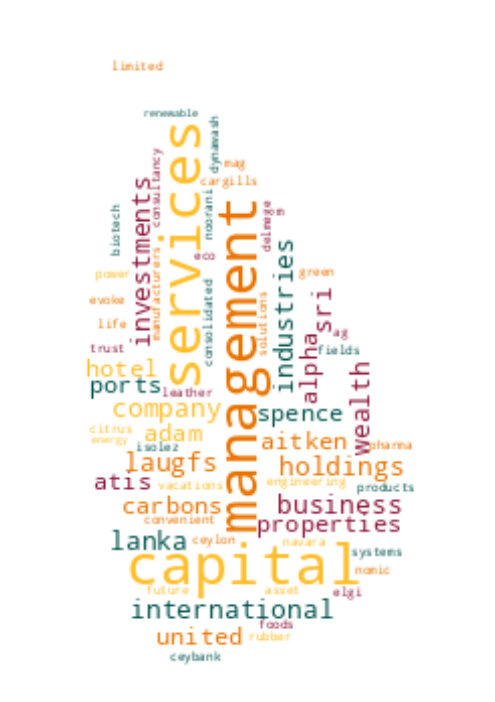 limited
renewable
services
dynawash
mag
consultancy
cargills
investments
biotech
noorani
management
delmege
m
manufacturers
industries
eco
power
consolidated
green
solutions
sri
evoke
life
alpha
ag
trust
fields
hotel
ports
leather
wealth
company
spence
citrus
adam
energy
isolez
aitken
pharma
laugfs
holdings
atis
vacations
engineering
products
carbons
business
convenient
properties
lanka
ceylon
navara
systems
capital
nomic
future
asset
elgi
international
foods
united
rubber
ceybank